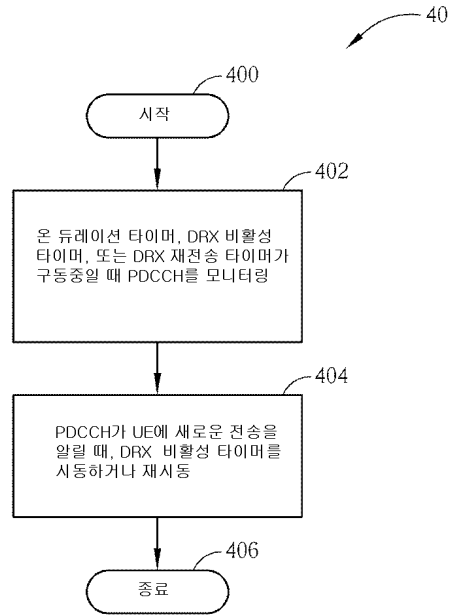 40
400
시작
402
온 듀레이션 타이머, DRX 비활성
타이머, 또는 DRX 재전송 타이머가
구동중일 때 PDCCH를 모니터링
404
PDCCH가 UE에 새로운 전송을
알릴 때, DRX 비활성 타이머를
시동하거나 재시동
406
종료